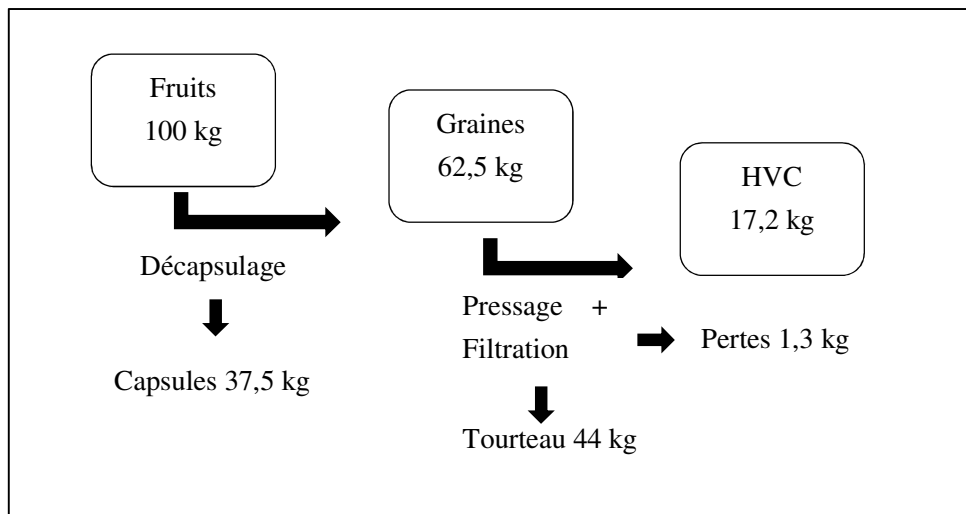 Fruits
100 kg
Graines
62,5 kg
HVC
17,2 kg
Décapsulage
Capsules 37,5 kg
Pressage +
Filtration
Pertes 1,3 kg
Tourteau 44 kg